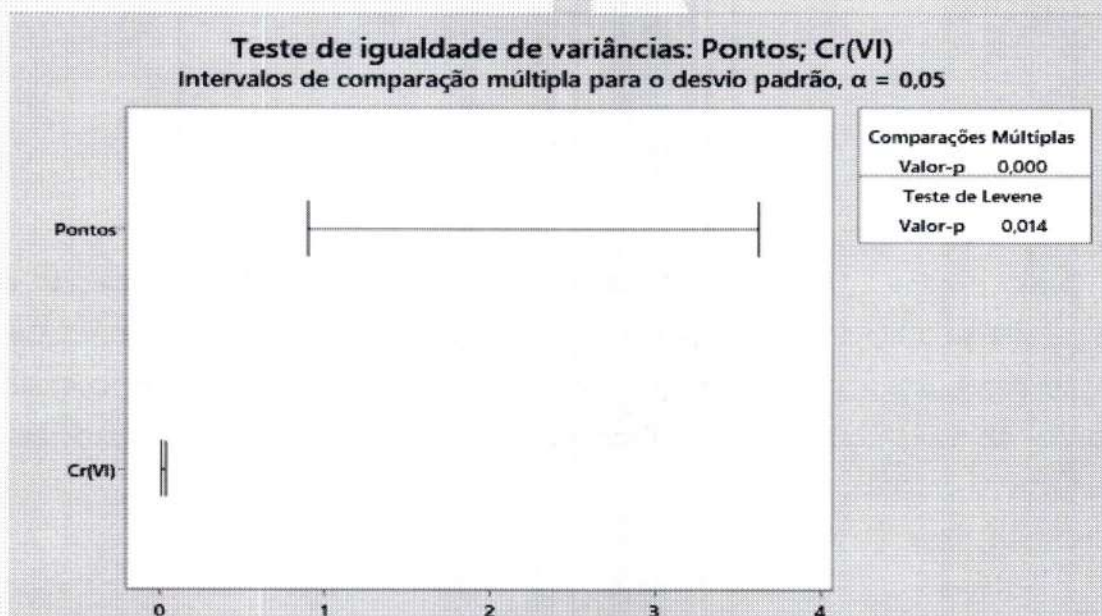 Teste de igualdade de variâncias: Pontos; Cr(VI)
Intervalos de comparação múltipla para o desvio padrão, α = 0,05
Comparações Múltiplas
Valor-p 0,000
Teste de Levene
Valor-p 0,014
Pontos
Cr(VI)
0 1 2 3 4